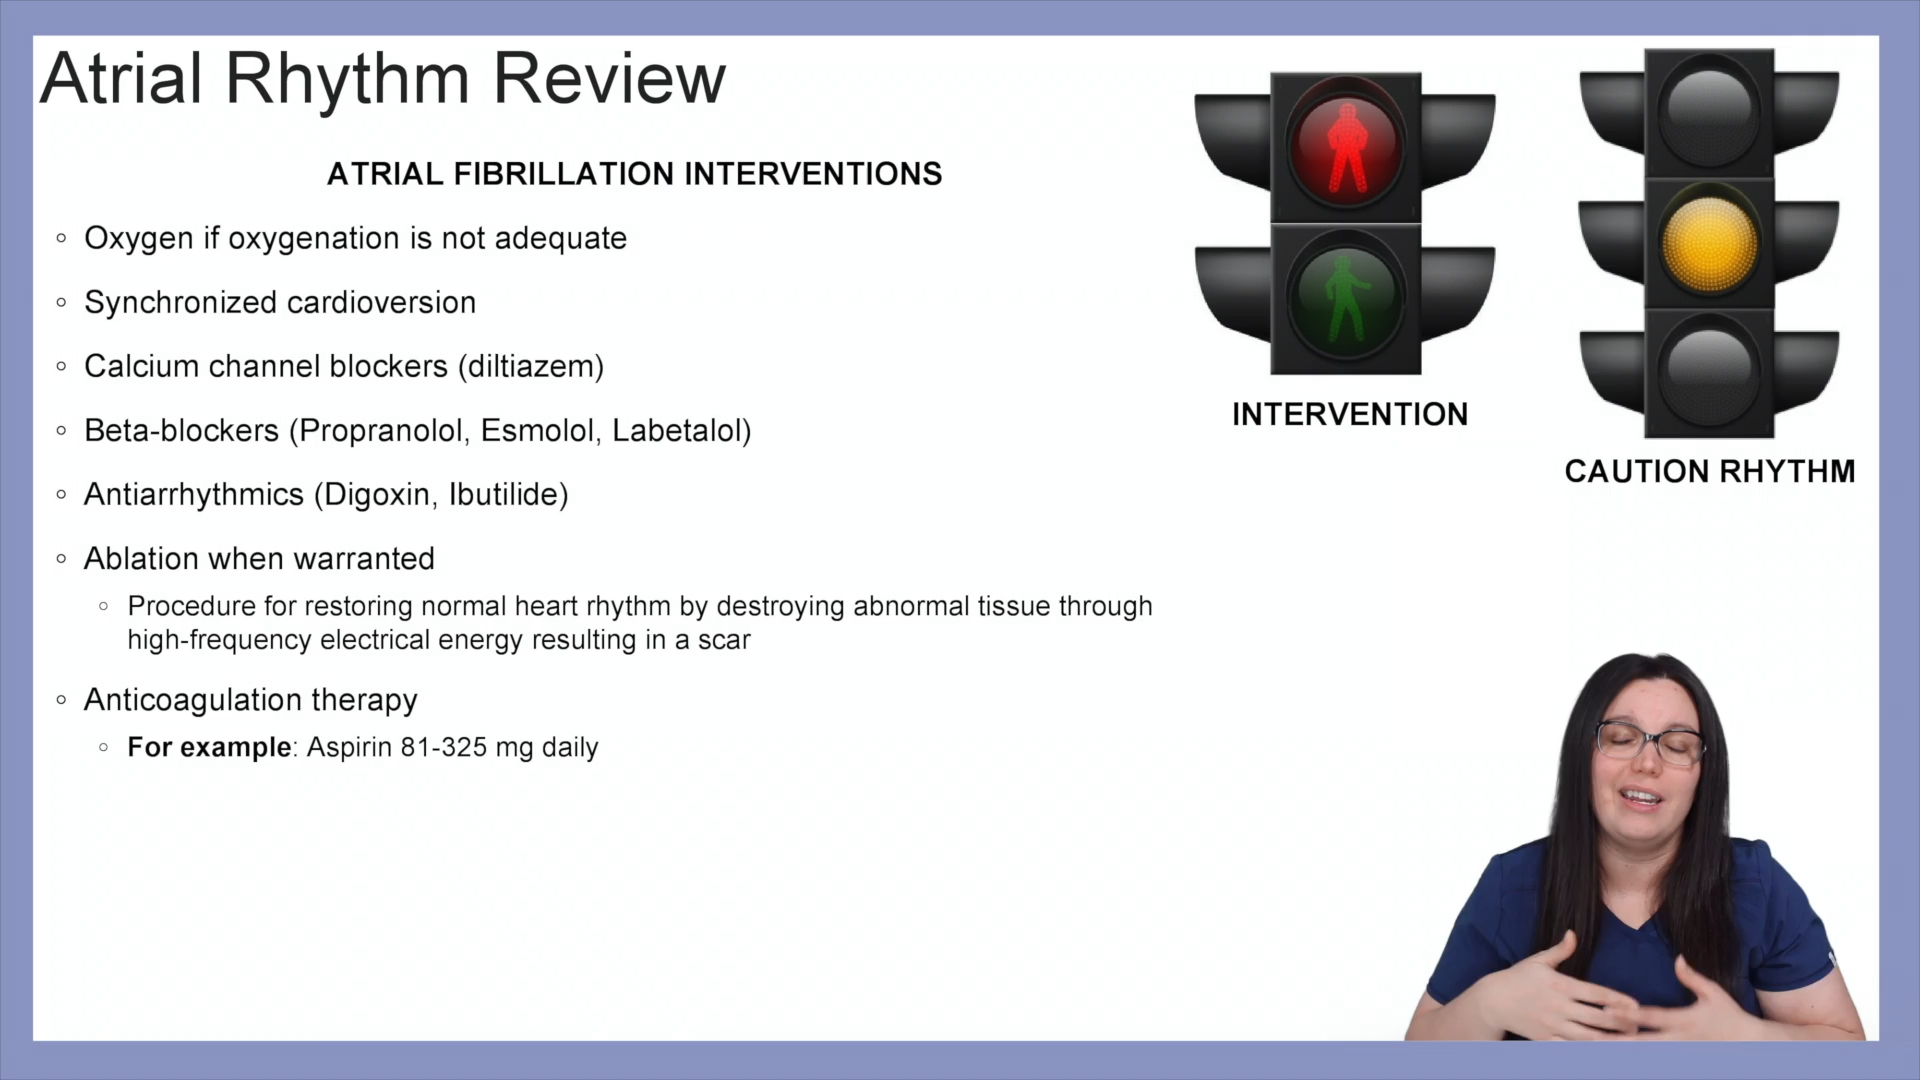 Atrial Rhythm Review
ATRIAL FIBRILLATION INTERVENTIONS
◦ Oxygen if oxygenation is not adequate
◦ Synchronized cardioversion
◦ Calcium channel blockers (diltiazem)
◦ Beta-blockers (Propranolol, Esmolol, Labetalol)
◦ Antiarrhythmics (Digoxin, Ibutilide)
◦ Ablation when warranted
◦ Procedure for restoring normal heart rhythm by destroying abnormal tissue through
high-frequency electrical energy resulting in a scar
◦ Anticoagulation therapy
◦ For example: Aspirin 81-325 mg daily
INTERVENTION
CAUTION RHYTHM